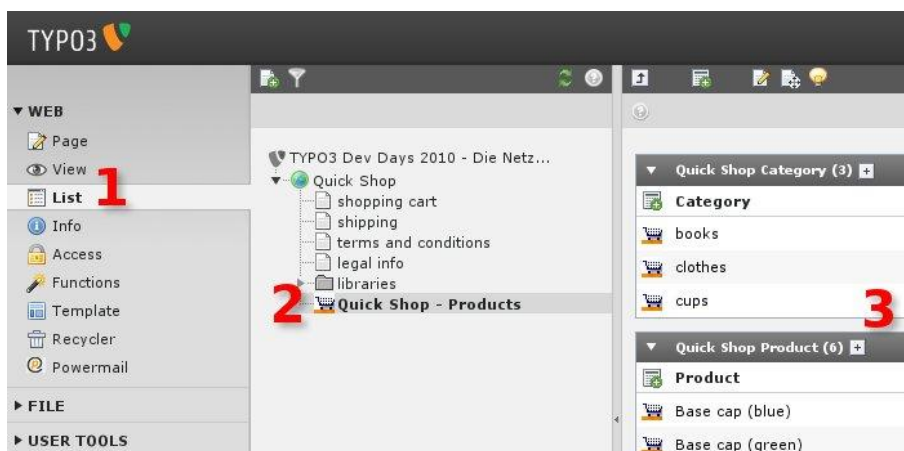 TYPO3
WEB
Page
View
1
List
Info
Access
Functions
Template
Recycler
Powermail
FILE
USER TOOLS
TYPO3 Dev Days 2010 - Die Netz...
Quick Shop
shopping cart
shipping
terms and conditions
legal info
libraries
2
Quick Shop - Products
Quick Shop Category (3)
Category
books
clothes
cups
3
Quick Shop Product (6)
Product
Base cap (blue)
Base cap (green)